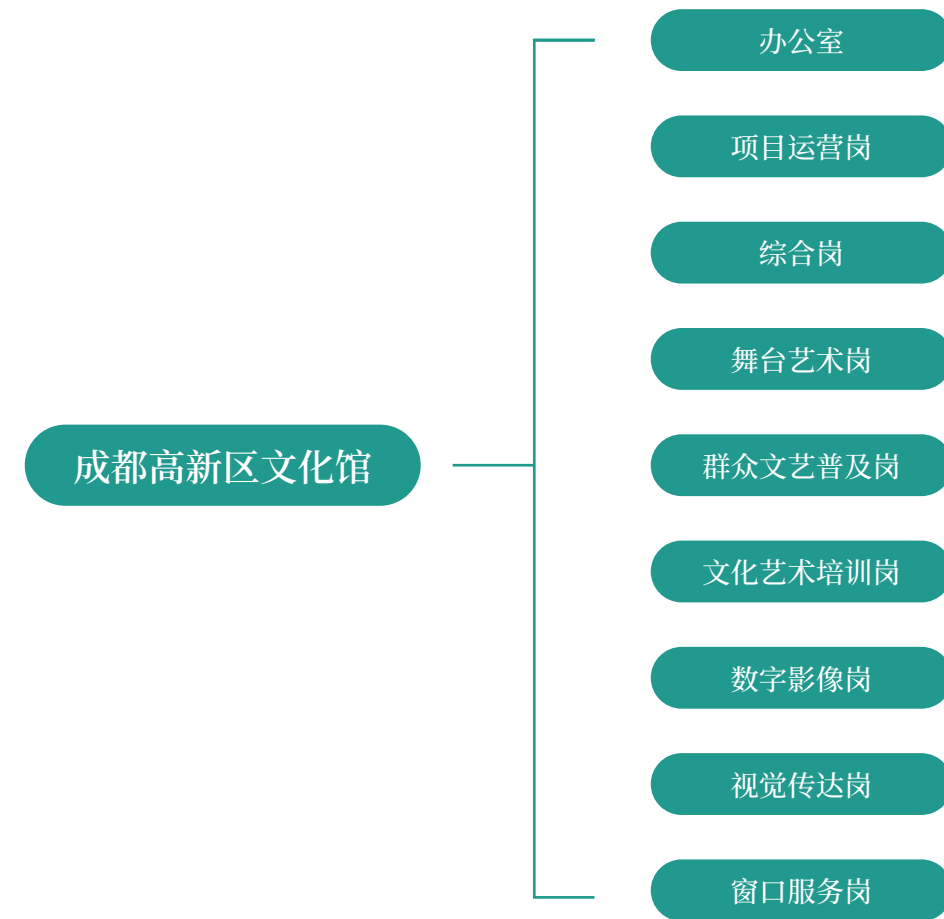 成都高新区文化馆
办公室
项目运营岗
综合岗
舞台艺术岗
群众文艺普及岗
文化艺术培训岗
数字影像岗
视觉传达岗
窗口服务岗